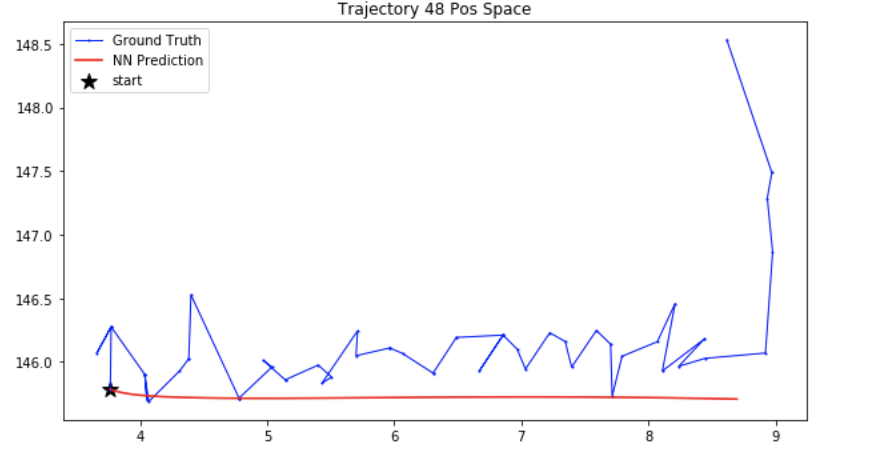 Trajectory 48 Pos Space
Ground Truth
NN Prediction
start
148.5
148.0
147.5
147.0
146.5
146.0
4 5 6 7 8 9